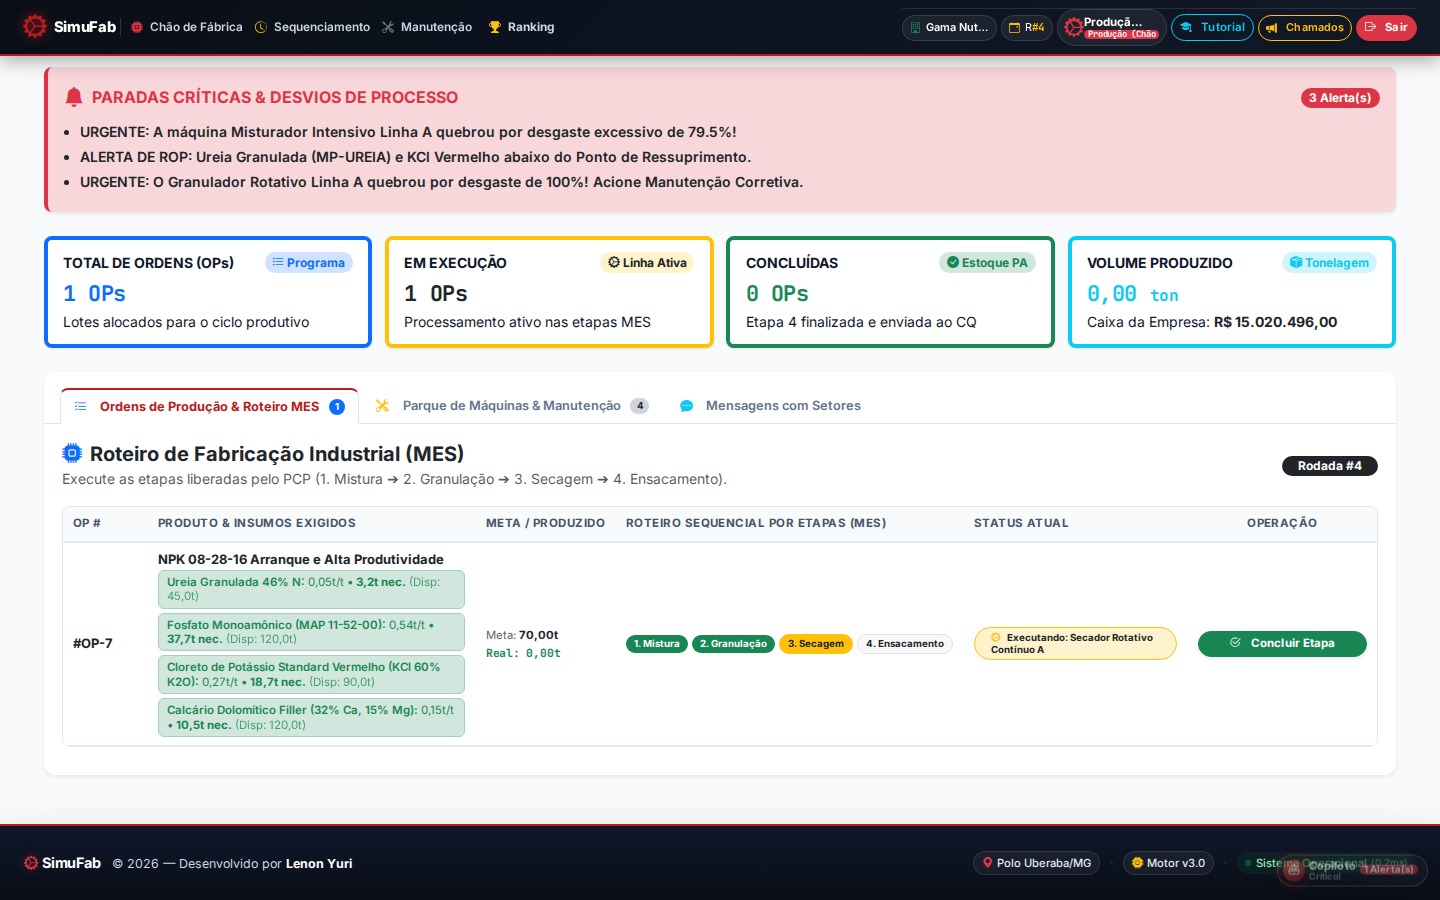 SimuFab
Chão de Fábrica
Sequenciamento
Manutenção
Ranking
Gama Nut...
R#4
Produçã...
Produção (Chão
Tutorial
Chamados
Sair
PARADAS CRÍTICAS & DESVIOS DE PROCESSO
3 Alerta(s)
URGENTE: A máquina Misturador Intensivo Linha A quebrou por desgaste excessivo de 79.5%!
ALERTA DE ROP: Ureia Granulada (MP-UREIA) e KCl Vermelho abaixo do Ponto de Ressuprimento.
URGENTE: O Granulador Rotativo Linha A quebrou por desgaste de 100%! Acione Manutenção Corretiva.
TOTAL DE ORDENS (OPs)
Programa
1 OPs
Lotes alocados para o ciclo produtivo
EM EXECUÇÃO
Linha Ativa
1 OPs
Processamento ativo nas etapas MES
CONCLUÍDAS
Estoque PA
0 OPs
Etapa 4 finalizada e enviada ao CQ
VOLUME PRODUZIDO
Tonelagem
0,00 ton
Caixa da Empresa: R$ 15.020.496,00
Ordens de Produção & Roteiro MES 1
Parque de Máquinas & Manutenção 4
Mensagens com Setores
Roteiro de Fabricação Industrial (MES)
Execute as etapas liberadas pelo PCP (1. Mistura ➔ 2. Granulação ➔ 3. Secagem ➔ 4. Ensacamento).
Rodada #4
OP #
PRODUTO & INSUMOS EXIGIDOS
META / PRODUZIDO
ROTEIRO SEQUENCIAL POR ETAPAS (MES)
STATUS ATUAL
OPERAÇÃO
#OP-7
NPK 08-28-16 Arranque e Alta Produtividade
Ureia Granulada 46% N: 0,05t/t • 3,2t nec. (Disp:
45,0t)
Fosfato Monoamônico (MAP 11-52-00): 0,54t/t •
37,7t nec. (Disp: 120,0t)
Cloreto de Potássio Standard Vermelho (KCl 60%
K2O): 0,27t/t • 18,7t nec. (Disp: 90,0t)
Calcário Dolomítico Filler (32% Ca, 15% Mg): 0,15t/t
• 10,5t nec. (Disp: 120,0t)
Meta: 70,00t
Real: 0,00t
1. Mistura
2. Granulação
3. Secagem
4. Ensacamento
Executando: Secador Rotativo
Contínuo A
Concluir Etapa
SimuFab
© 2026 — Desenvolvido por Lenon Yuri
Polo Uberaba/MG
Motor v3.0
Sistema Operacional (0.2ms)
Copiloto
Crítico!
1 Alerta(s)